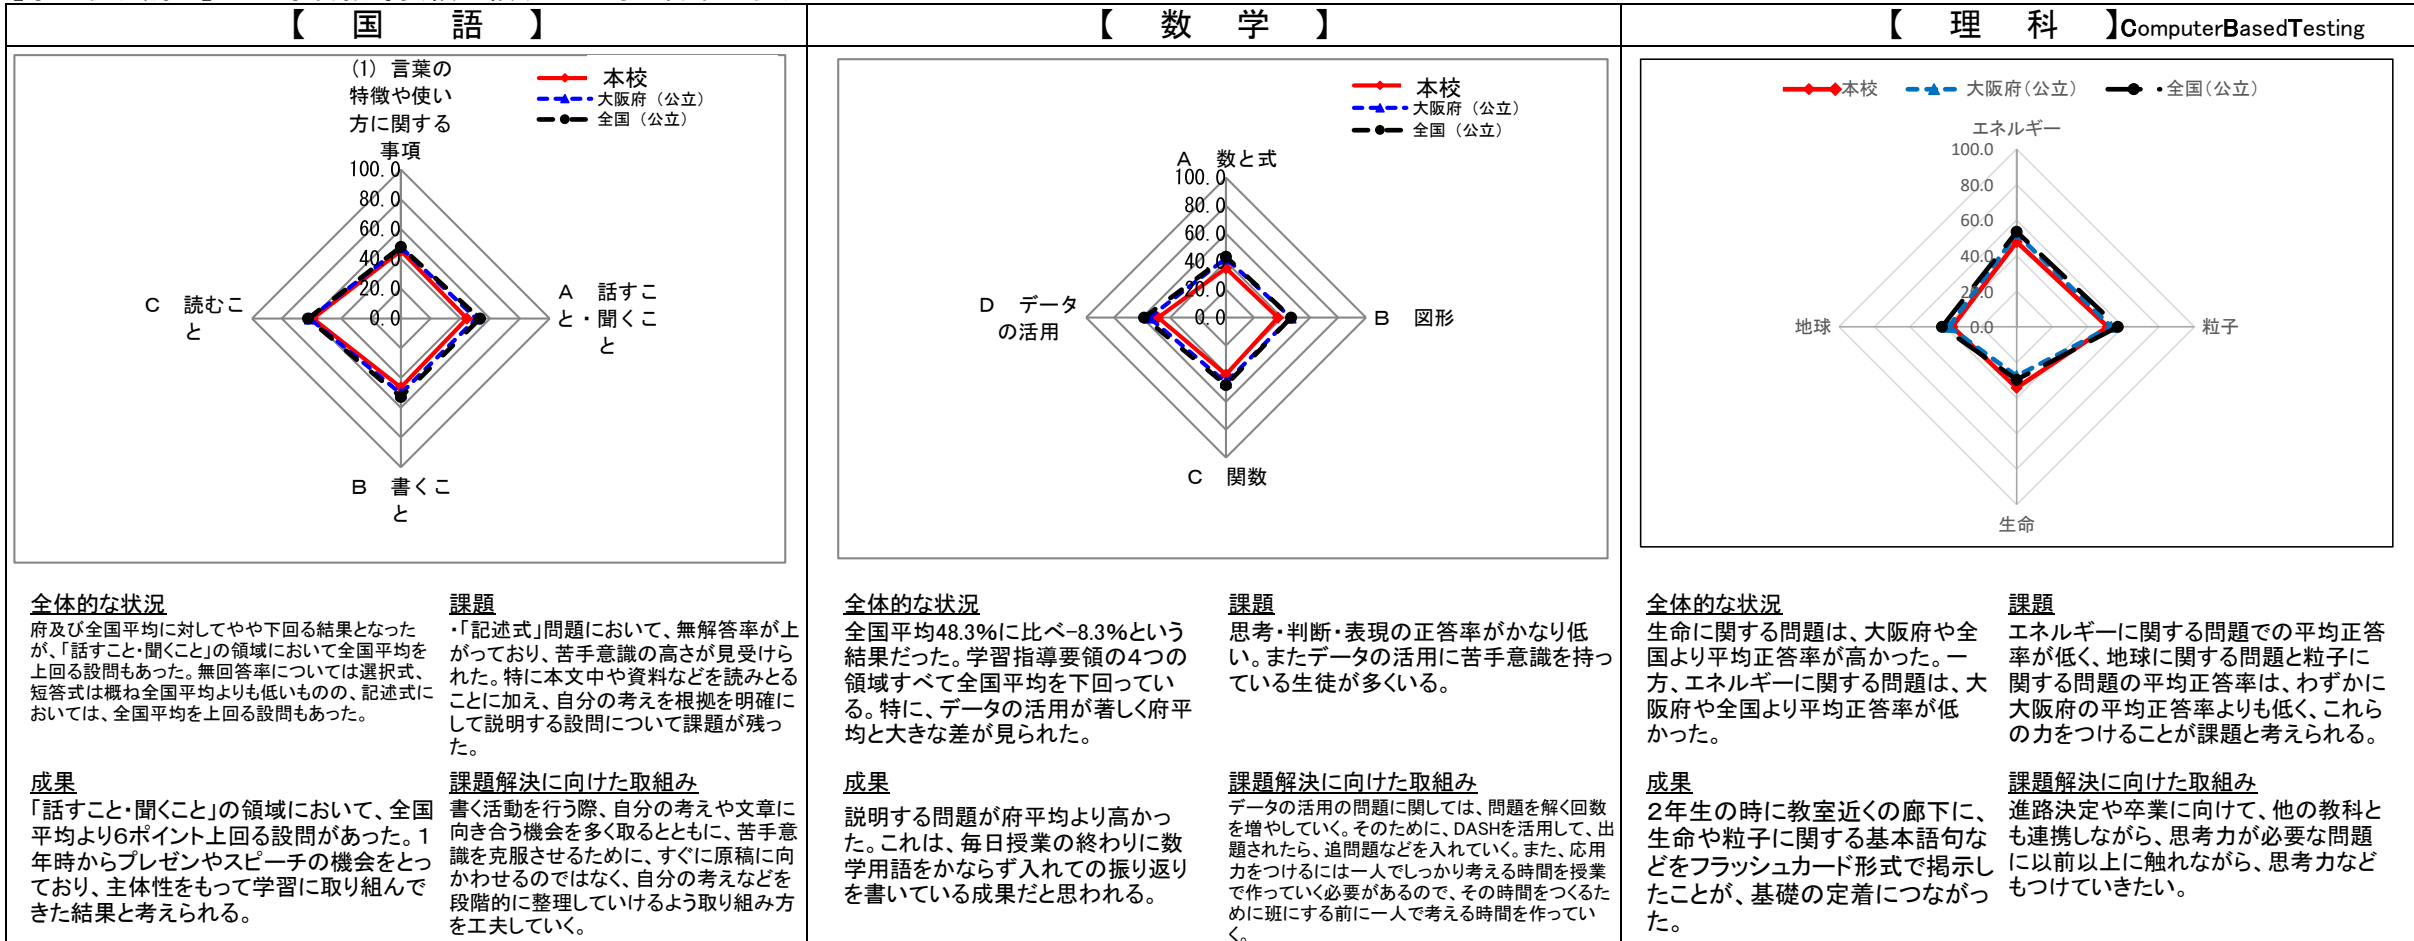 【 国 語 】
(1) 言葉の
特徴や使い
方に関する
事項
本校
大阪府（公立）
全国（公立）
100.0
80.0
60.0
40.0
20.0
0.0
A 話すこ
と・聞くこ
と
B 書くこ
と
C 読むこ
と
全体的な状況
府及び全国平均に対してやや下回る結果となった
が、「話すこと・聞くこと」の領域において全国平均を
上回る設問もあった。無回答率については選択式、
短答式は概ね全国平均よりも低いものの、記述式に
おいては、全国平均を上回る設問もあった。
課題
・「記述式」問題において、無解答率が上
がっており、苦手意識の高さが見受けら
れた。特に本文中や資料などを読みとる
ことに加え、自分の考えを根拠を明確に
して説明する設問について課題が残っ
た。
成果
「話すこと・聞くこと」の領域において、全国
平均より6ポイント上回る設問があった。1
年時からプレゼンやスピーチの機会をとっ
ており、主体性をもって学習に取り組んで
きた結果と考えられる。
課題解決に向けた取組み
書く活動を行う際、自分の考えや文章に
向き合う機会を多く取るとともに、苦手意
識を克服させるために、すぐに原稿に向
かわせるのではなく、自分の考えなどを
段階的に整理していけるよう取り組み方
を工夫していく。
【 数 学 】
本校
大阪府（公立）
全国（公立）
A 数と式
100.0
80.0
60.0
40.0
20.0
0.0
B 図形
C 関数
D データ
の活用
全体的な状況
全国平均48.3%に比べ-8.3%という
結果だった。学習指導要領の4つの
領域すべて全国平均を下回ってい
る。特に、データの活用が著しく府平
均と大きな差が見られた。
課題
思考・判断・表現の正答率がかなり低
い。またデータの活用に苦手意識を持っ
ている生徒が多くいる。
成果
説明する問題が府平均より高かっ
た。これは、毎日授業の終わりに数
学用語をかならず入れての振り返り
を書いている成果だと思われる。
課題解決に向けた取組み
データの活用の問題に関しては、問題を解く回数
を増やしていく。そのために、DASHを活用して、出
題されたら、追問題などを入れていく。また、応用
力をつけるには一人でしっかり考える時間を授業
で作っていく必要があるので、その時間をつくるた
めに班にする前に一人で考える時間を作ってい
く。
【 理 科 】ComputerBasedTesting
本校
大阪府(公立)
全国(公立)
エネルギー
100.0
80.0
60.0
40.0
20.0
0.0
粒子
生命
地球
全体的な状況
生命に関する問題は、大阪府や全
国より平均正答率が高かった。一
方、エネルギーに関する問題は、大
阪府や全国より平均正答率が低
かった。
課題
エネルギーに関する問題での平均正答
率が低く、地球に関する問題と粒子に
関する問題の平均正答率は、わずかに
大阪府の平均正答率よりも低く、これら
の力をつけることが課題と考えられる。
成果
2年生の時に教室近くの廊下に、
生命や粒子に関する基本語句な
どをフラッシュカード形式で掲示し
たことが、基礎の定着につながっ
た。
課題解決に向けた取組み
進路決定や卒業に向けて、他の教科と
も連携しながら、思考力が必要な問題
に以前以上に触れながら、思考力など
もつけていきたい。